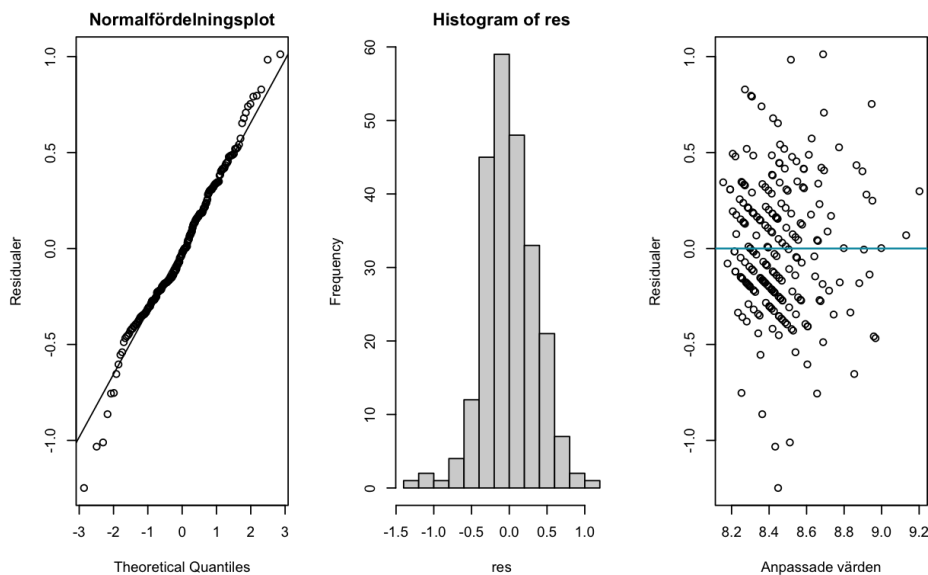 Normalfördelningsplot
Residualer
1.0
0.5
0.0
-0.5
-1.0
-3 -2 -1 0 1 2 3
Theoretical Quantiles
Histogram of res
Frequency
60
50
40
30
20
10
0
-1.5 -1.0 -0.5 0.0 0.5 1.0
res
Residualer
1.0
0.5
0.0
-0.5
-1.0
8.2 8.4 8.6 8.8 9.0 9.2
Anpassade värden